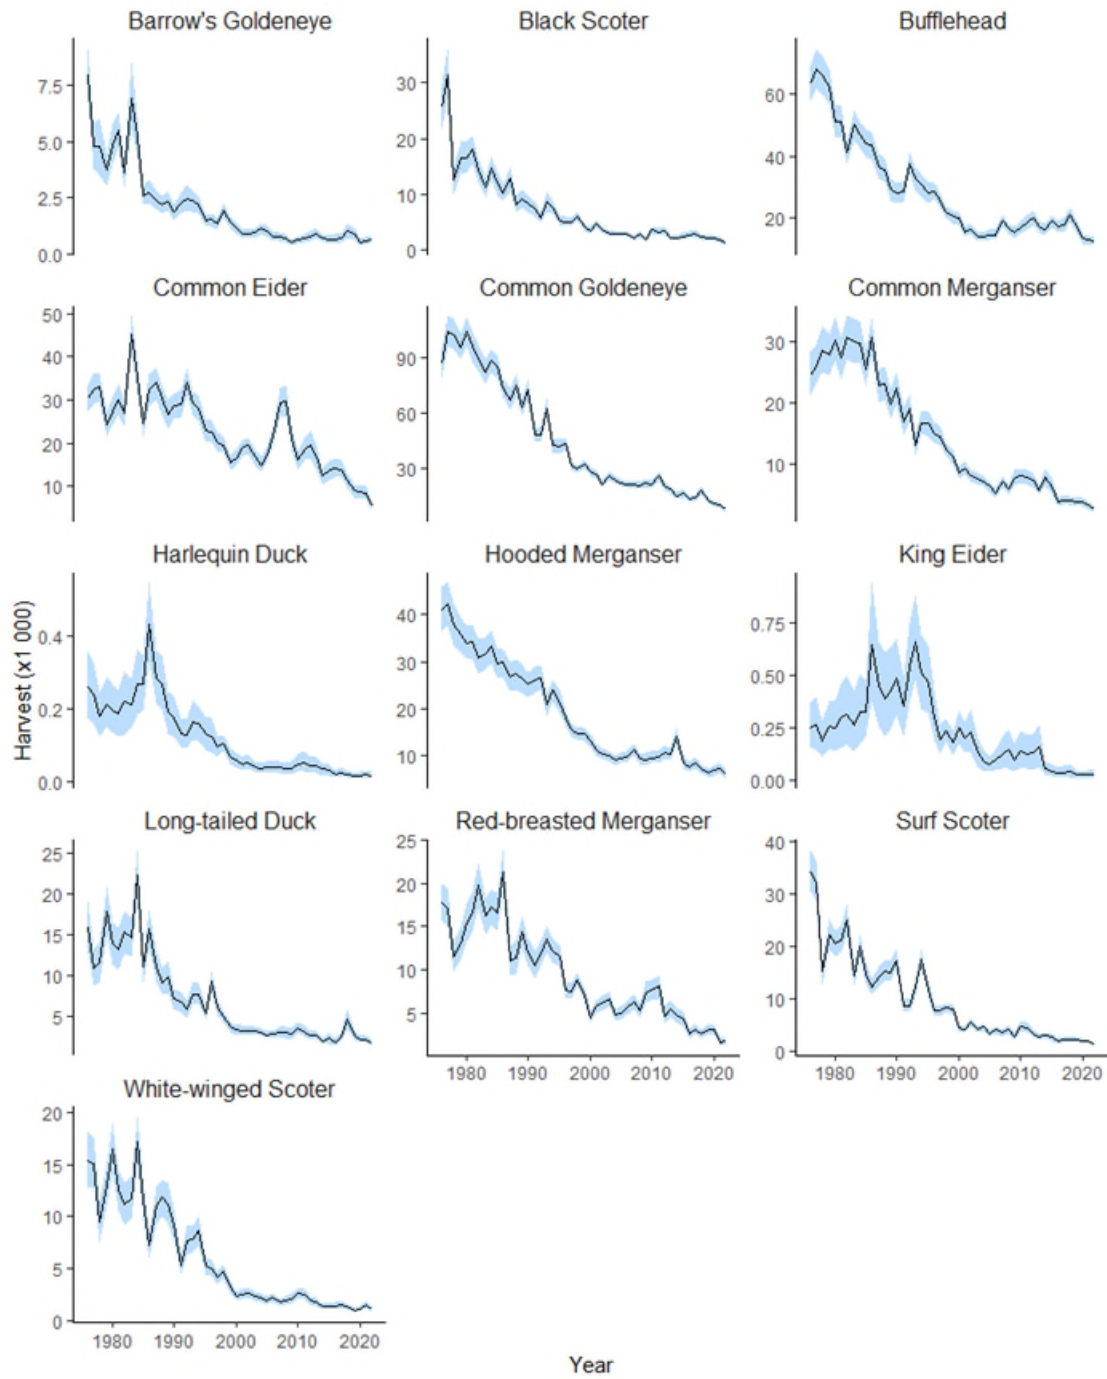 Barrow's Goldeneye
7.5
5.0
2.5
0.0
Black Scoter
30
20
10
0
Bufflehead
60
40
20
Common Eider
50
40
30
20
10
Common Goldeneye
90
60
30
Common Merganser
30
20
10
Harvest (x1 000)
Harlequin Duck
0.4
0.2
0.0
Hooded Merganser
40
30
20
10
King Eider
0.75
0.50
0.25
0.00
Long-tailed Duck
25
20
15
10
5
Red-breasted Merganser
25
20
15
10
5
1980 1990 2000 2010 2020
Surf Scoter
40
30
20
10
0
1980 1990 2000 2010 2020
White-winged Scoter
20
15
10
5
0
1980 1990 2000 2010 2020
Year